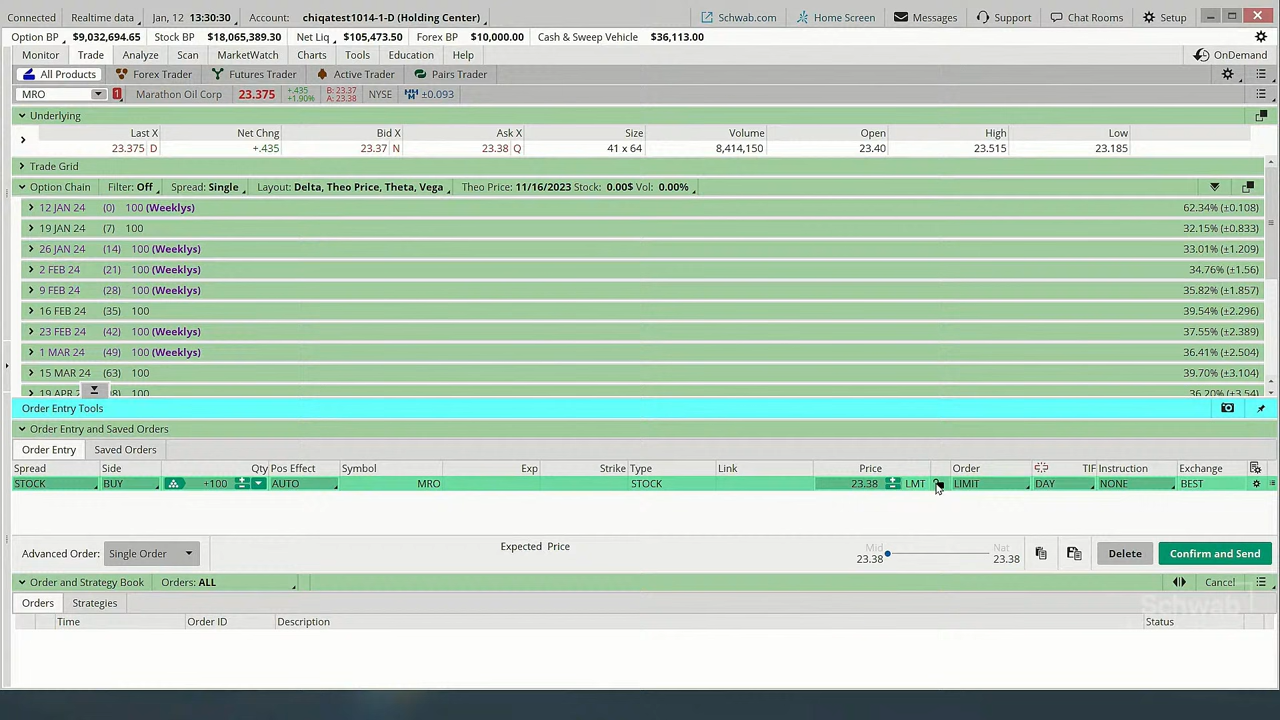 Connected Realtime data Jan, 12 13:30:30 Account: chiqatest1014-1-D (Holding Center) Schwab.com Home Screen Messages Support Chat Rooms Setup
Option BP $9,032,694.65 Stock BP $18,065,389.30 Net Liq $105,473.50 Forex BP $10,000.00 Cash & Sweep Vehicle $36,113.00
Monitor Trade Analyze Scan MarketWatch Charts Tools Education Help OnDemand
All Products Forex Trader Futures Trader Active Trader Pairs Trader
MRO 1 Marathon Oil Corp 23.375 +.435 +1.90% B: 23.37 A: 23.38 NYSE ±0.093
Underlying
Last X Net Chng Bid X Ask X Size Volume Open High Low
23.375 D +.435 23.37 N 23.38 Q 41 x 64 8,414,150 23.40 23.515 23.185
Trade Grid
Option Chain Filter: Off Spread: Single Layout: Delta, Theo Price, Theta, Vega Theo Price: 11/16/2023 Stock: 0.00$ Vol: 0.00%
12 JAN 24 (0) 100 (Weeklys) 62.34% (±0.108)
19 JAN 24 (7) 100 32.15% (±0.833)
26 JAN 24 (14) 100 (Weeklys) 33.01% (±1.209)
2 FEB 24 (21) 100 (Weeklys) 34.76% (±1.56)
9 FEB 24 (28) 100 (Weeklys) 35.82% (±1.857)
16 FEB 24 (35) 100 39.54% (±2.296)
23 FEB 24 (42) 100 (Weeklys) 37.55% (±2.389)
1 MAR 24 (49) 100 (Weeklys) 36.41% (±2.504)
15 MAR 24 (63) 100 39.70% (±3.104)
19 APR 100 36.20% (±3.54)
Order Entry Tools
Order Entry and Saved Orders
Order Entry Saved Orders
Spread Side Qty Pos Effect Symbol Exp Strike Type Link Price Order TIF Instruction Exchange
STOCK BUY +100 AUTO MRO STOCK 23.38 LMT LIMIT DAY NONE BEST
Advanced Order: Single Order Expected Price Mid 23.38 Nat 23.38 Delete Confirm and Send
Order and Strategy Book Orders: ALL Cancel
Orders Strategies Schwab
Time Order ID Description Status